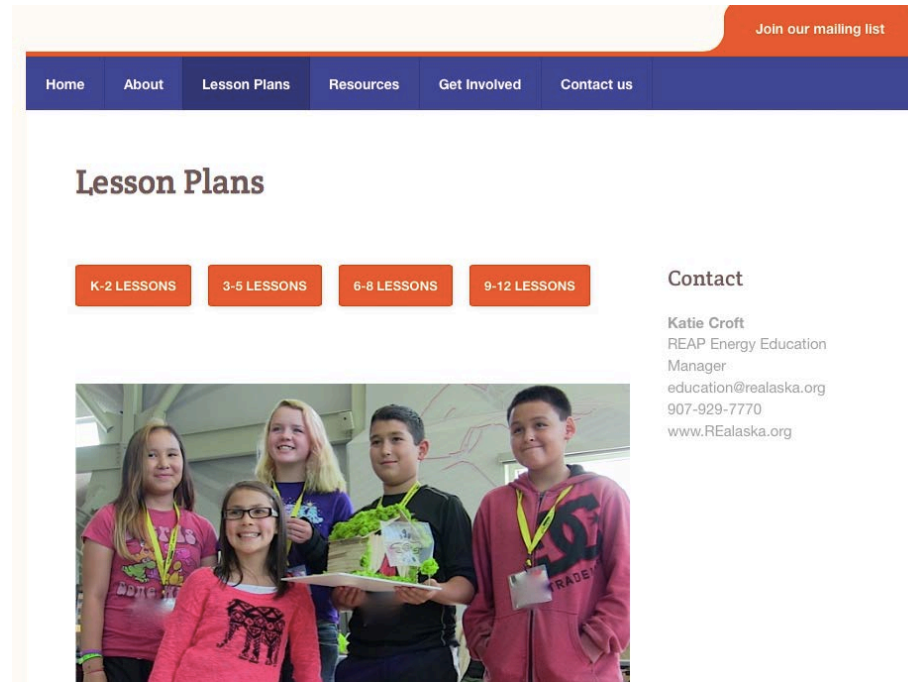 Join our mailing list
Home
About
Lesson Plans
Resources
Get Involved
Contact us
Lesson Plans
K-2 LESSONS
3-5 LESSONS
6-8 LESSONS
9-12 LESSONS
Contact
Katie Croft
REAP Energy Education
Manager
education@realaska.org
907-929-7770
www.REalaska.org